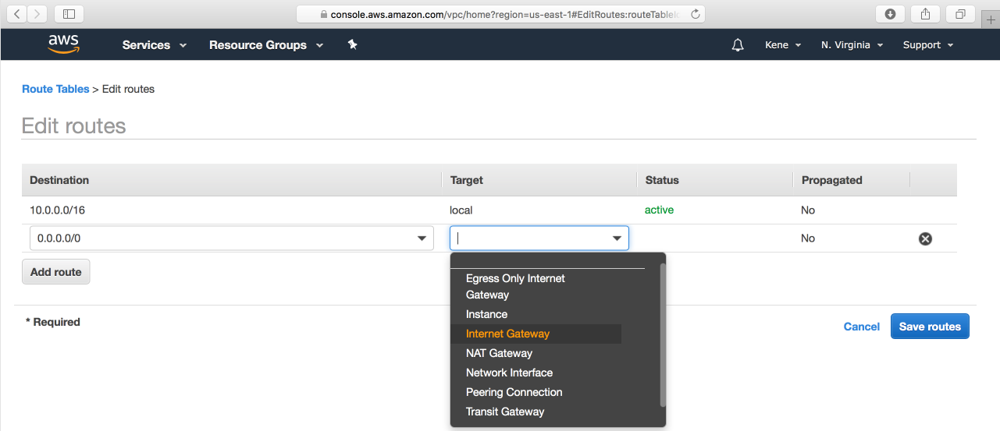 console.aws.amazon.com/vpc/home?region=us-east-1#EditRoutes:routeTableId
aws Services Resource Groups Kene N. Virginia Support
Route Tables > Edit routes
Edit routes
Destination Target Status Propagated
10.0.0.0/16 local active No
0.0.0.0/0 No
Add route
Egress Only Internet
Gateway
Instance
Internet Gateway
NAT Gateway
Network Interface
Peering Connection
Transit Gateway
* Required
Cancel Save routes